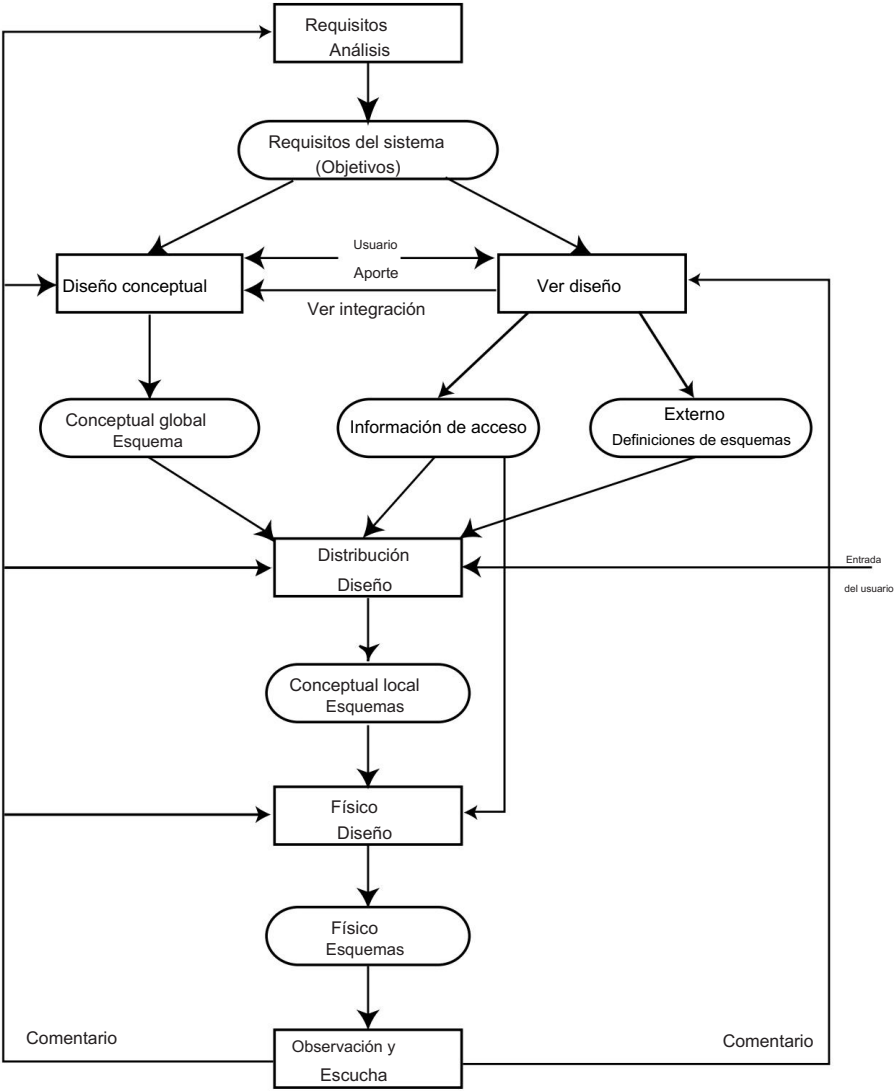 Requisitos
Análisis
Requisitos del sistema
(Objetivos)
Usuario
Aporte
Diseño conceptual
Ver diseño
Ver integración
Conceptual global
Esquema
Información de acceso
Externo
Definiciones de esquemas
Distribución
Diseño
Entrada
del usuario
Conceptual local
Esquemas
Físico
Diseño
Físico
Esquemas
Comentario
Observación y
Escucha
Comentario